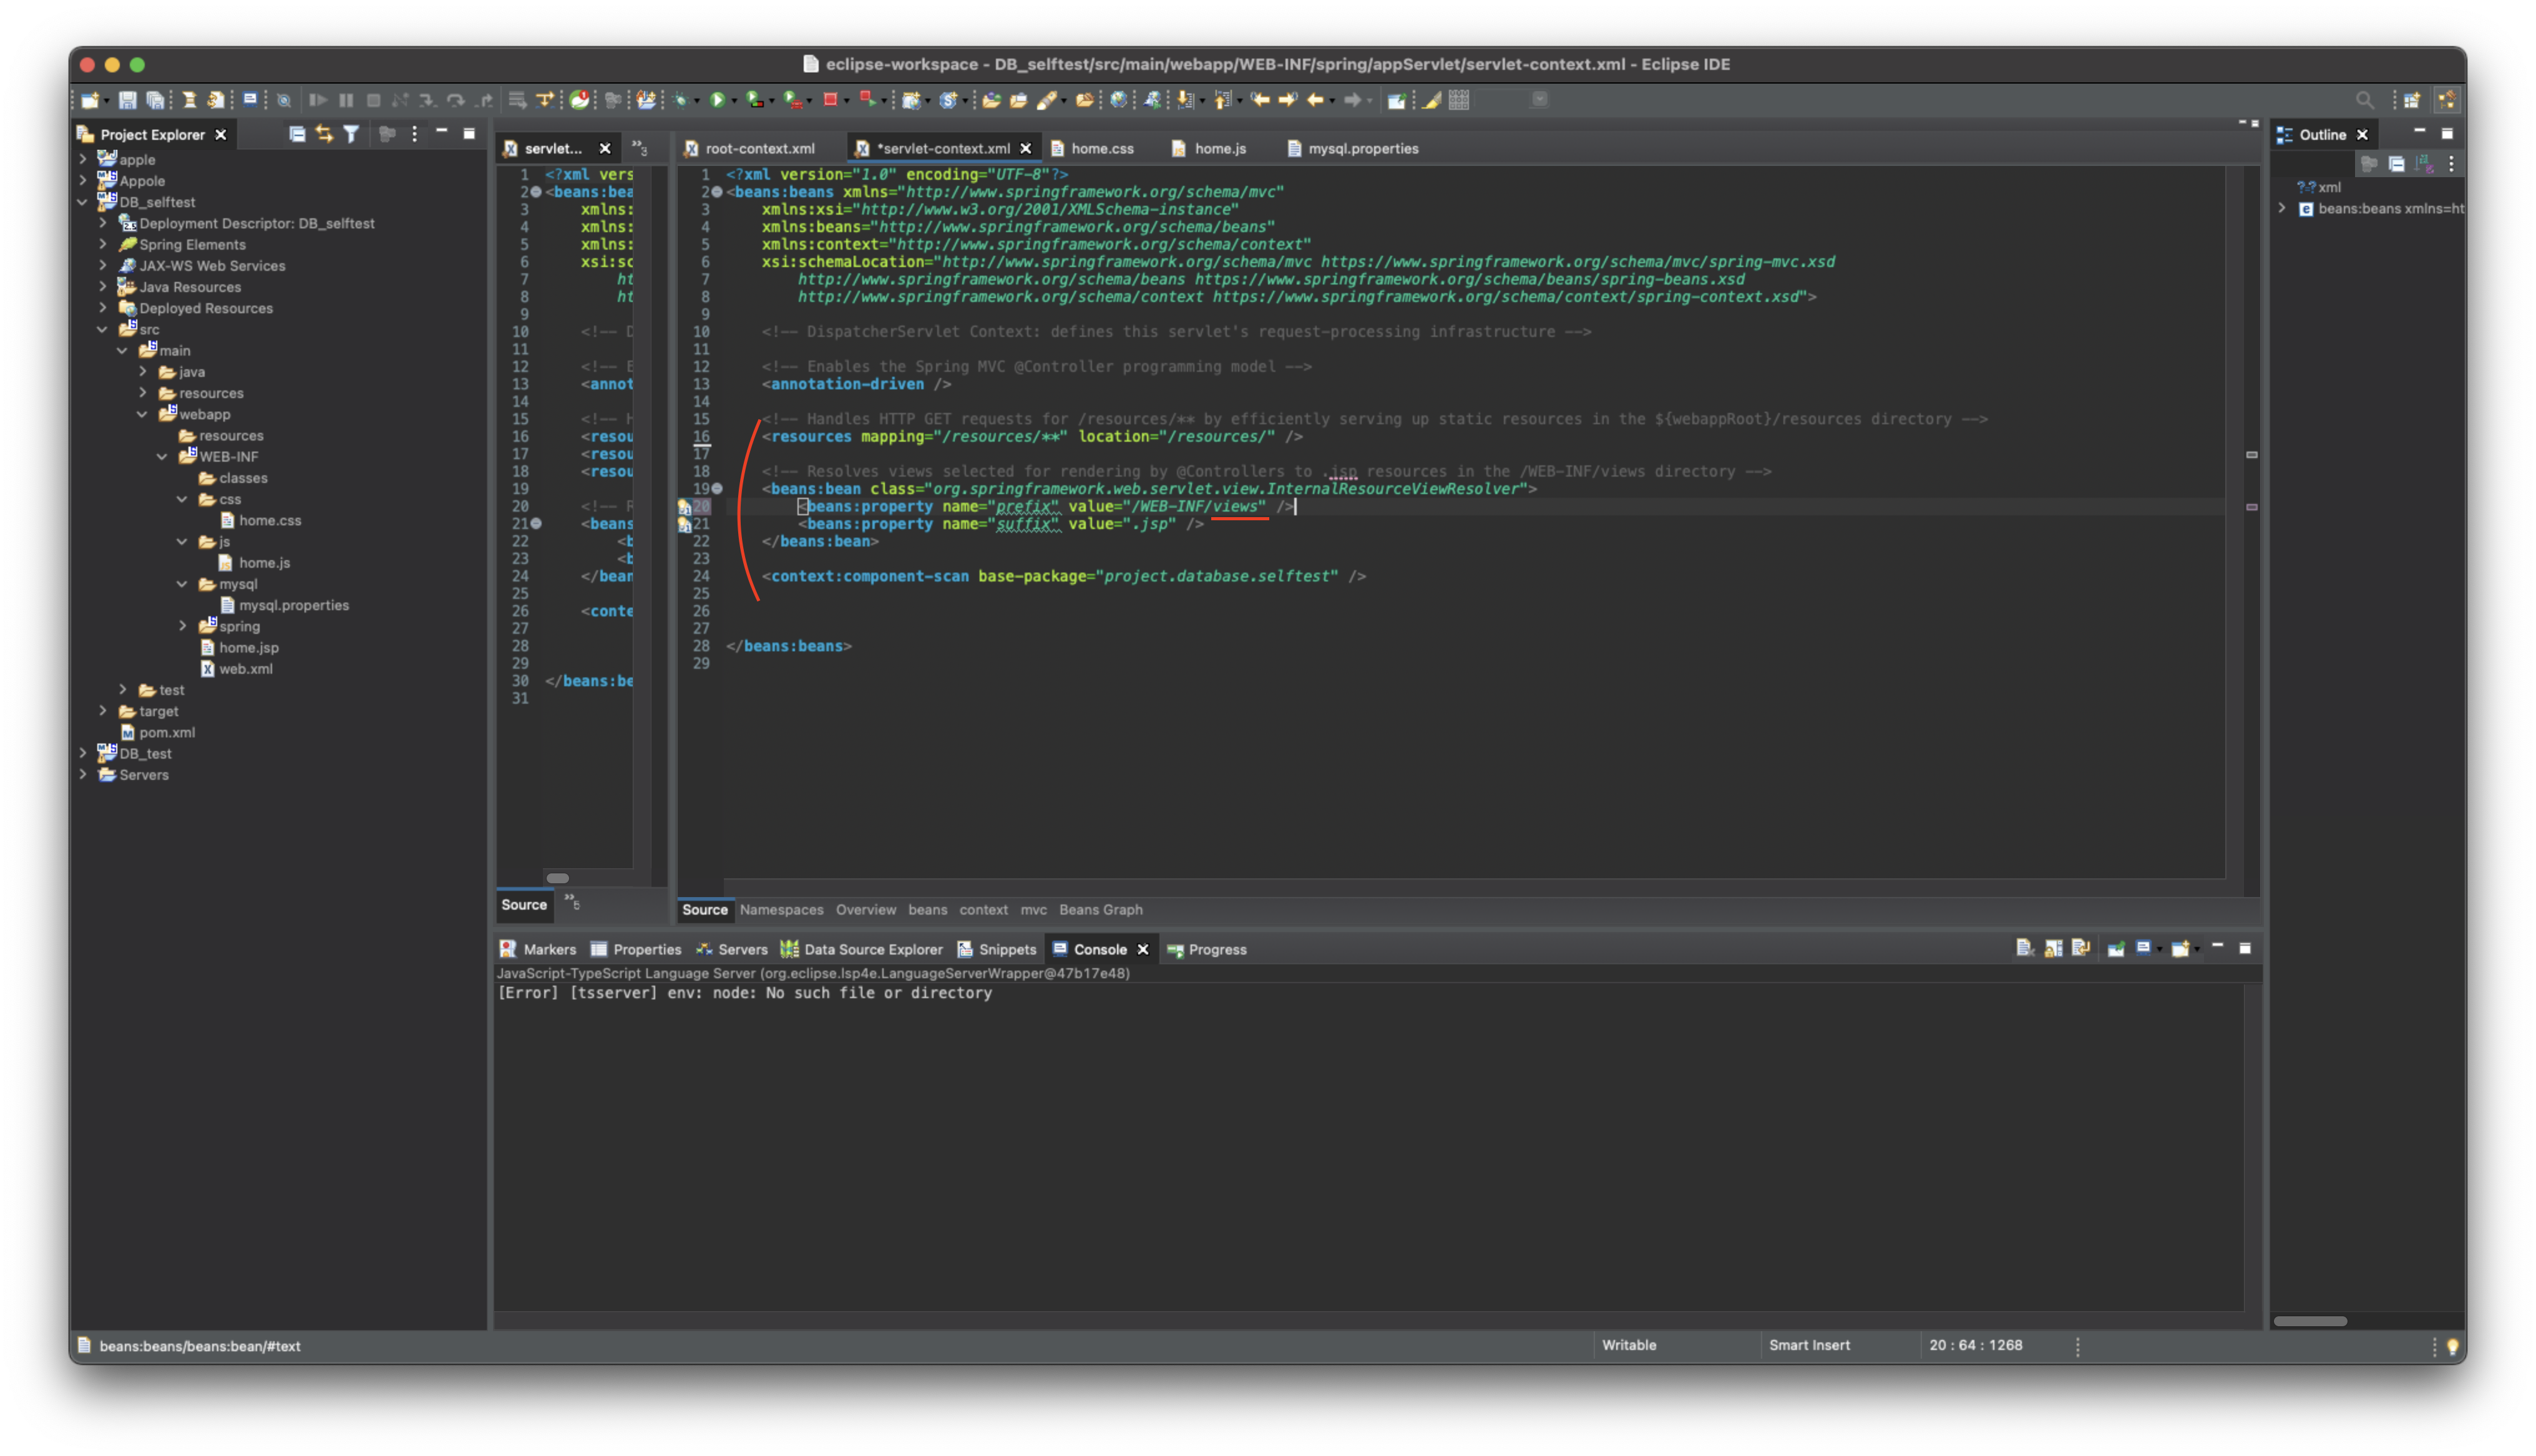 eclipse-workspace - DB_selftest/src/main/webapp/WEB-INF/spring/appServlet/servlet-context.xml - Eclipse IDE
Project Explorer
apple
Appole
DB_selftest
Deployment Descriptor: DB_selftest
Spring Elements
JAX-WS Web Services
Java Resources
Deployed Resources
src
main
java
resources
webapp
resources
WEB-INF
classes
css
home.css
js
home.js
mysql
mysql.properties
spring
home.jsp
web.xml
test
target
pom.xml
DB_test
Servers
servlet...
3
1 <?xml vers
2 <beans:bea
3 xmlns:
4 xmlns:
5 xmlns:
6 xsi:sc
7 ht
8 ht
9
10 <!-- D
11
12 <!-- E
13 <annot
14
15 <!-- H
16 <resou
17 <resou
18 <resou
19
20 <!-- R
21 <beans
22 <b
23 <b
24 </bean
25
26 <conte
27
28
29
30 </beans:be
31
Source
5
root-context.xml *servlet-context.xml home.css home.js mysql.properties
1 <?xml version="1.0" encoding="UTF-8"?>
2 <beans:beans xmlns="http://www.springframework.org/schema/mvc"
3 xmlns:xsi="http://www.w3.org/2001/XMLSchema-instance"
4 xmlns:beans="http://www.springframework.org/schema/beans"
5 xmlns:context="http://www.springframework.org/schema/context"
6 xsi:schemaLocation="http://www.springframework.org/schema/mvc https://www.springframework.org/schema/mvc/spring-mvc.xsd
7 http://www.springframework.org/schema/beans https://www.springframework.org/schema/beans/spring-beans.xsd
8 http://www.springframework.org/schema/context https://www.springframework.org/schema/context/spring-context.xsd">
9
10 <!-- DispatcherServlet Context: defines this servlet's request-processing infrastructure -->
11
12 <!-- Enables the Spring MVC @Controller programming model -->
13 <annotation-driven />
14
15 <!-- Handles HTTP GET requests for /resources/** by efficiently serving up static resources in the ${webappRoot}/resources directory -->
16 <resources mapping="/resources/**" location="/resources/" />
17
18 <!-- Resolves views selected for rendering by @Controllers to .jsp resources in the /WEB-INF/views directory -->
19 <beans:bean class="org.springframework.web.servlet.view.InternalResourceViewResolver">
20 <beans:property name="prefix" value="/WEB-INF/views" />
21 <beans:property name="suffix" value=".jsp" />
22 </beans:bean>
23
24 <context:component-scan base-package="project.database.selftest" />
25
26
27
28 </beans:beans>
29
Source Namespaces Overview beans context mvc Beans Graph
Outline
xml
beans:beans xmlns=ht
Markers Properties Servers Data Source Explorer Snippets Console Progress
JavaScript-TypeScript Language Server (org.eclipse.lsp4e.LanguageServerWrapper@47b17e48)
[Error] [tsserver] env: node: No such file or directory
beans:beans/beans:bean/#text
Writable
Smart Insert
20 : 64 : 1268